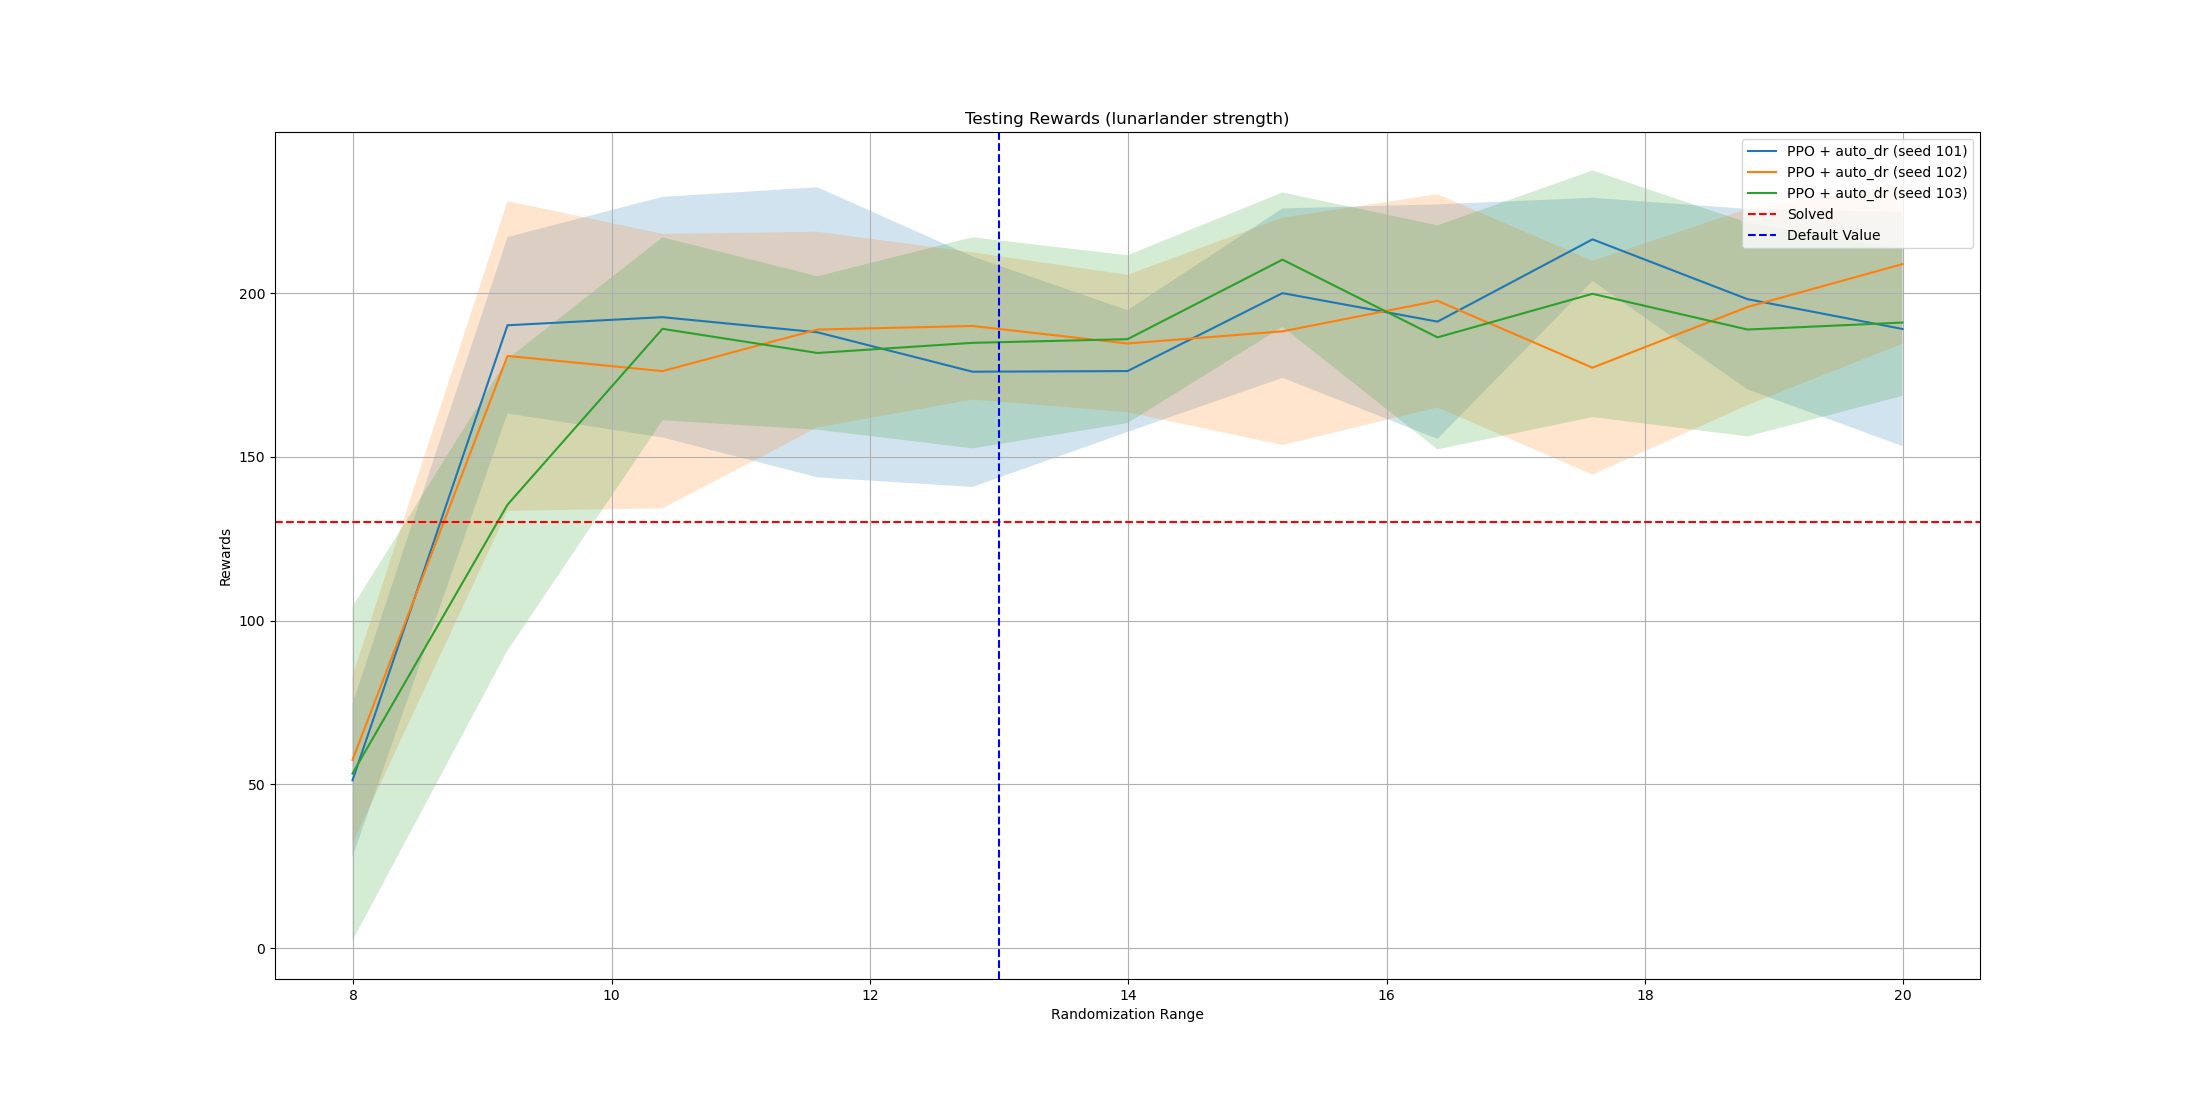 Testing Rewards (lunarlander strength)
PPO + auto_dr (seed 101)
PPO + auto_dr (seed 102)
PPO + auto_dr (seed 103)
Solved
Default Value
200
150
100
50
0
Rewards
8 10 12 14 16 18 20
Randomization Range